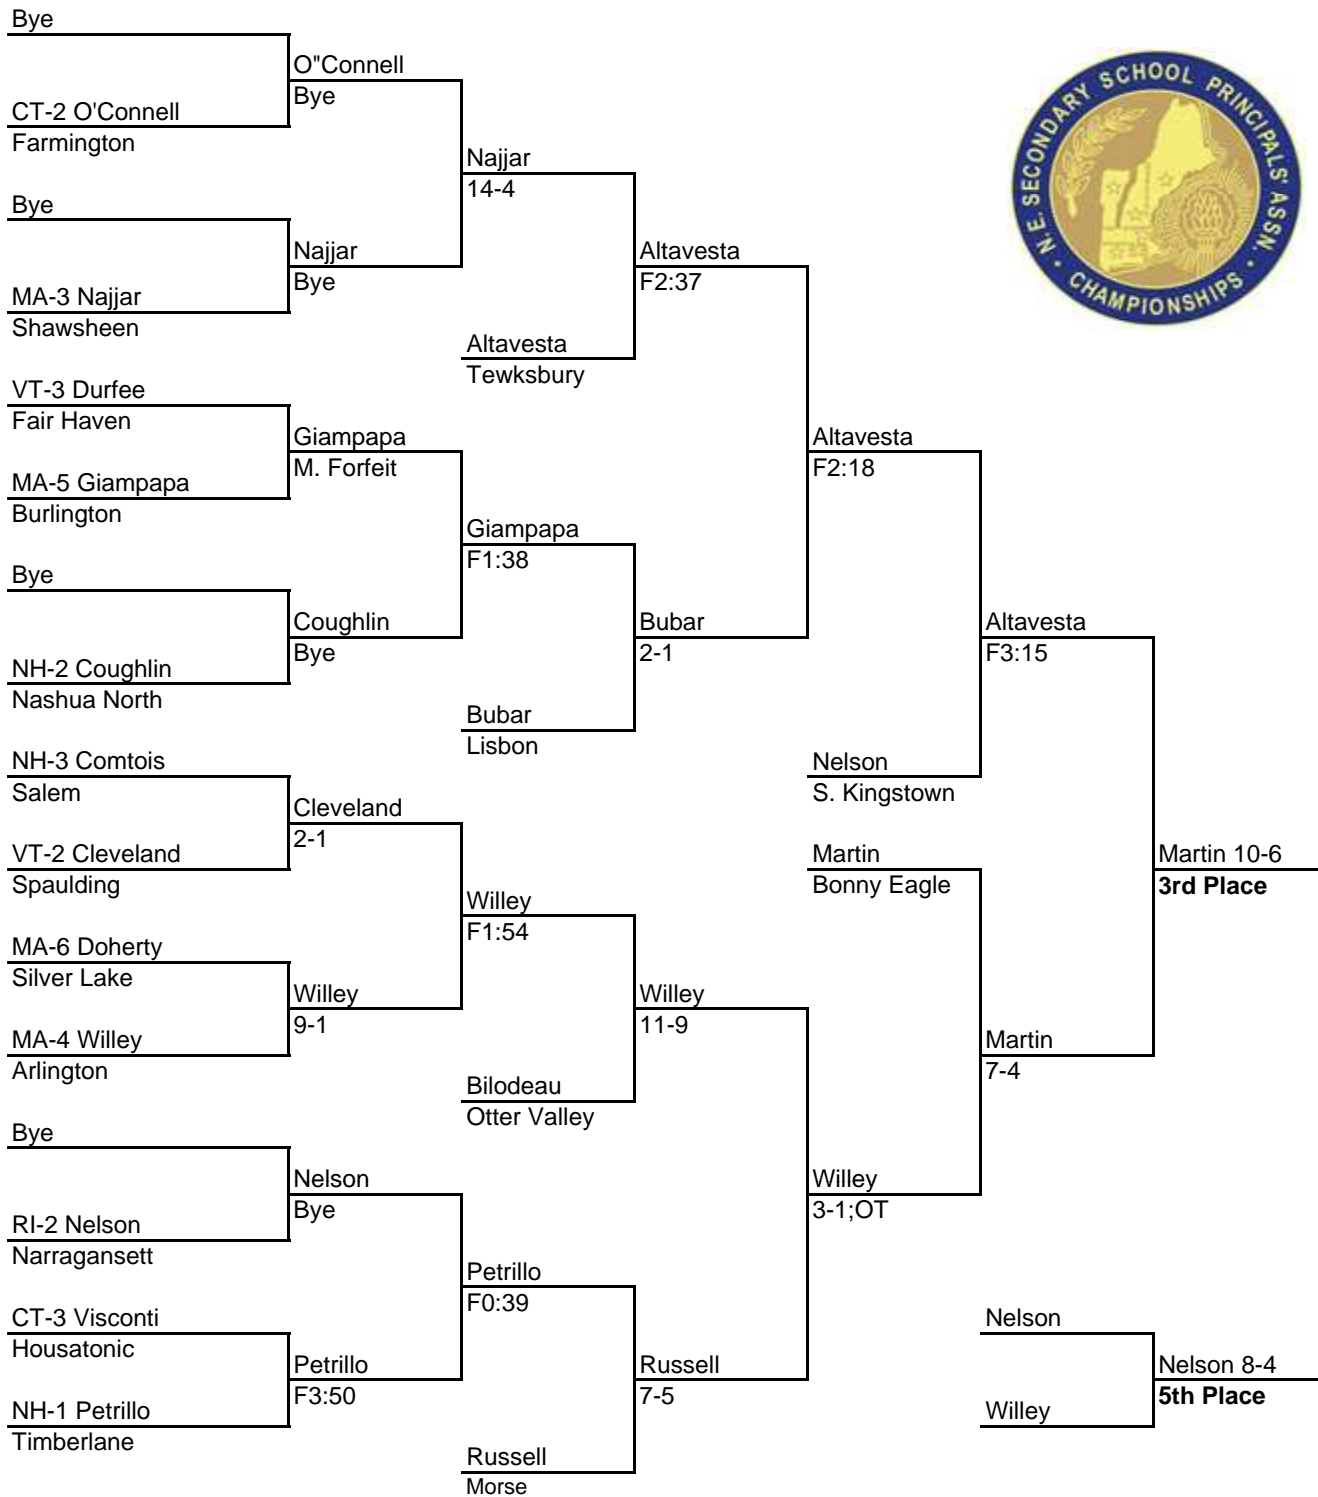 Bye
O"Connell
Bye
CT-2 O'Connell
Farmington
Najjar
14-4
Bye
Najjar
Bye
MA-3 Najjar
Shawsheen
Altavesta
F2:37
Altavesta
Tewksbury
VT-3 Durfee
Fair Haven
Giampapa
M. Forfeit
MA-5 Giampapa
Burlington
Altavesta
F2:18
Giampapa
F1:38
Bye
Coughlin
Bye
NH-2 Coughlin
Nashua North
Bubar
2-1
Bubar
Lisbon
Altavesta
F3:15
NH-3 Comtois
Salem
Cleveland
2-1
VT-2 Cleveland
Spaulding
Nelson
S. Kingstown
Martin
Bonny Eagle
Martin 10-6
3rd Place
Willey
F1:54
MA-6 Doherty
Silver Lake
Willey
9-1
MA-4 Willey
Arlington
Willey
11-9
Martin
7-4
Bilodeau
Otter Valley
Bye
Nelson
Bye
RI-2 Nelson
Narragansett
Willey
3-1;OT
Petrillo
F0:39
CT-3 Visconti
Housatonic
Petrillo
F3:50
NH-1 Petrillo
Timberlane
Russell
7-5
Russell
Morse
Nelson
Nelson 8-4
5th Place
Willey
N.E. SECONDARY SCHOOL PRINCIPALS' ASSN.
• CHAMPIONSHIPS •